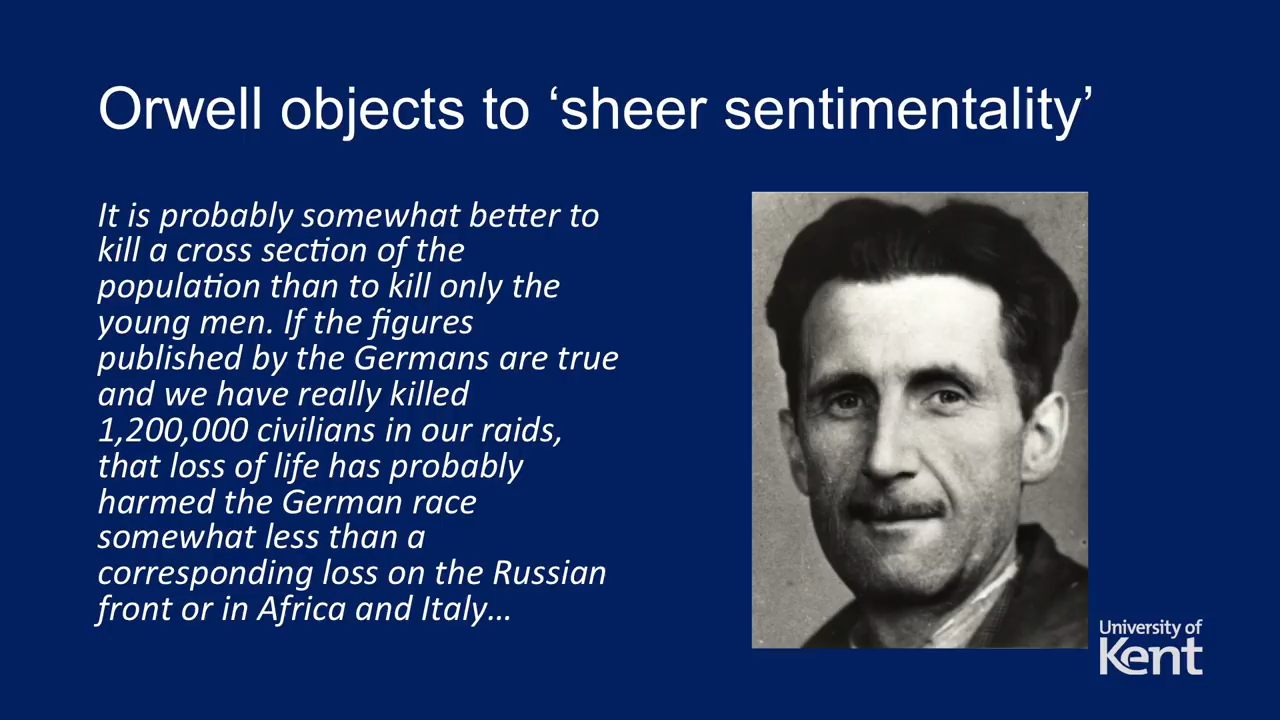 Orwell objects to ‘sheer sentimentality’
It is probably somewhat better to
kill a cross section of the
population than to kill only the
young men. If the figures
published by the Germans are true
and we have really killed
1,200,000 civilians in our raids,
that loss of life has probably
harmed the German race
somewhat less than a
corresponding loss on the Russian
front or in Africa and Italy…
University of
Kent